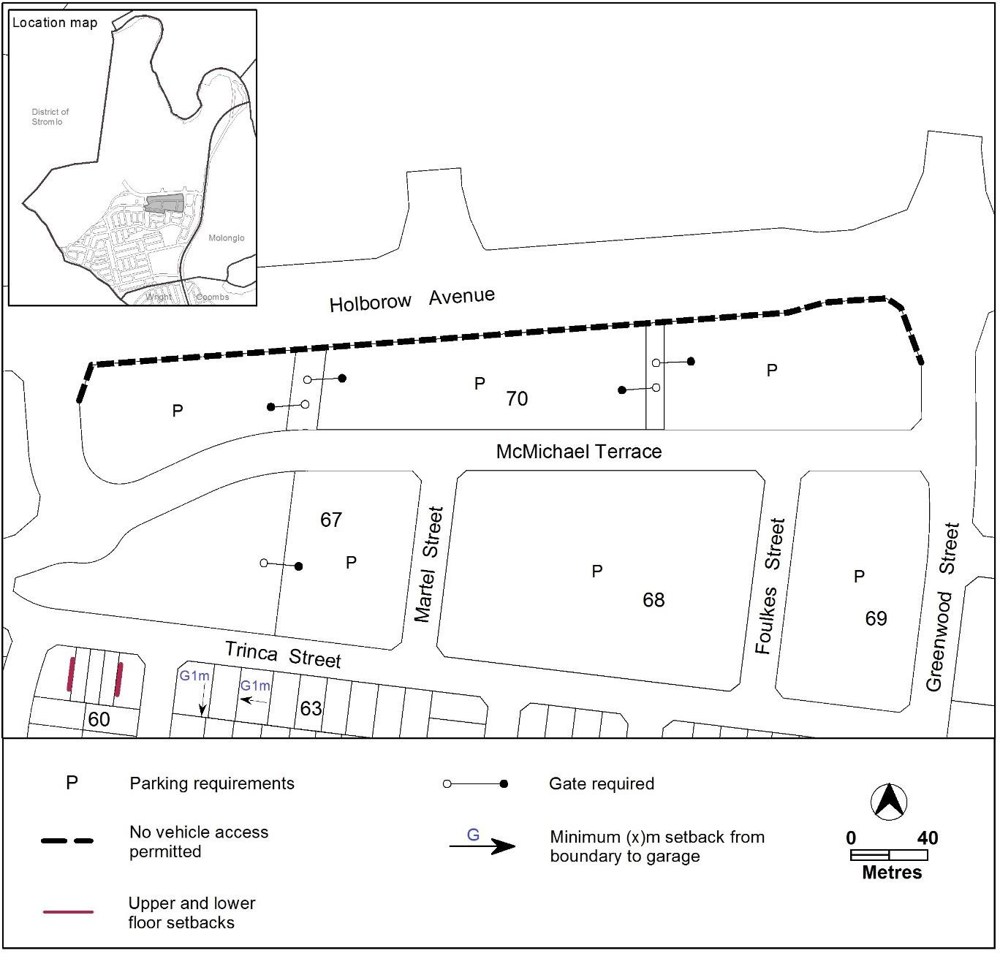 Location map
District of
Stromlo
Molonglo
Wright
Coombs
Holborow Avenue
P
P
70
P
McMichael Terrace
67
P
Martel Street
P
68
Foulkes Street
P
69
Greenwood Street
Trinca Street
G1m
G1m
63
60
P
Parking requirements
Gate required
No vehicle access
permitted
G
Minimum (x)m setback from
boundary to garage
Upper and lower
floor setbacks
0 40
Metres